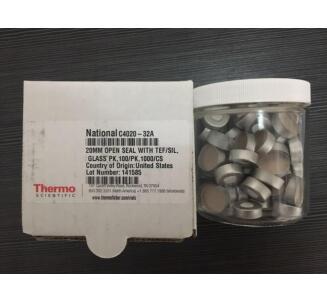 National C4020-32A
20MM OPEN SEAL WITH TEF/SIL,
GLASS PK,100/PK,1000/CS
Country of Origin:United States
Lot Number: 141585
Thermo
SCIENTIFIC
www.thermofisher.com